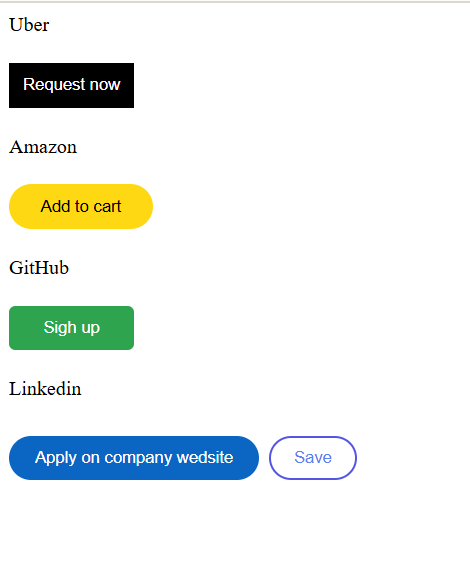 Uber
Request now
Amazon
Add to cart
GitHub
Sigh up
Linkedin
Apply on company wedsite Save